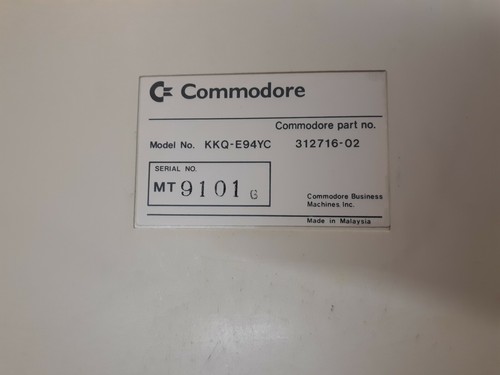 Commodore
Commodore part no.
Model No. KKQ-E94YC 312716-02
SERIAL NO.
MT 9101 G
Commodore Business
Machines Inc.
Made in Malaysia